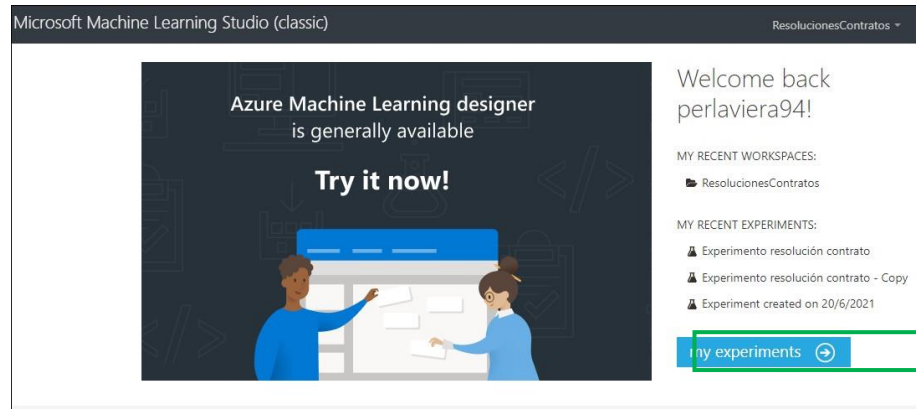 Microsoft Machine Learning Studio (classic)
ResolucionesContratos
Azure Machine Learning designer
is generally available
Try it now!
Welcome back
perlaviera94!
MY RECENT WORKSPACES:
ResolucionesContratos
MY RECENT EXPERIMENTS:
Experimento resolución contrato
Experimento resolución contrato - Copy
Experiment created on 20/6/2021
my experiments